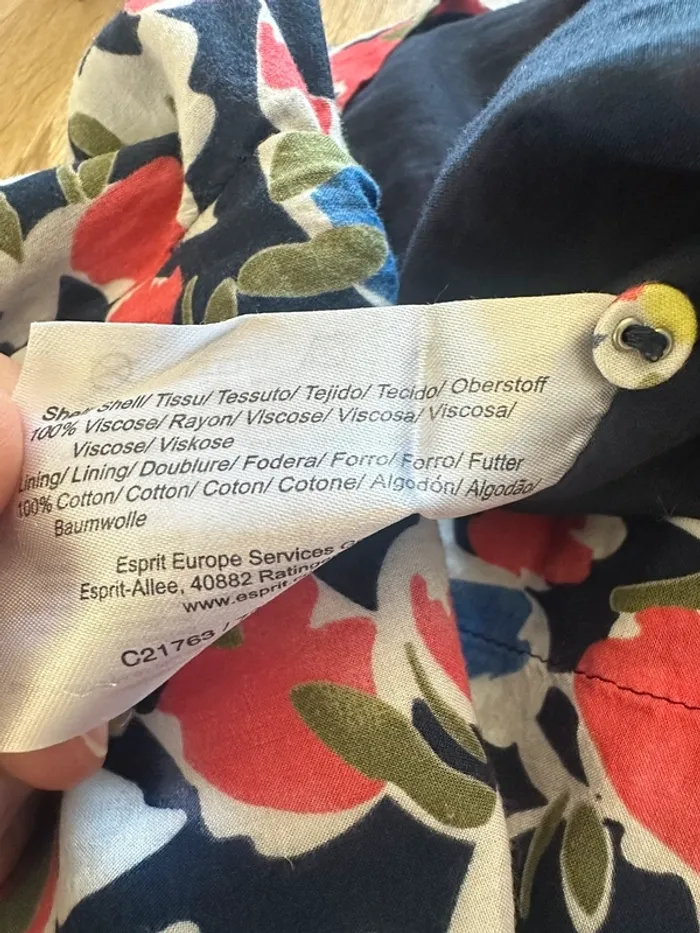 Shell/ Shell/ Tissu/ Tessuto/ Tejido/ Tecido/ Oberstoff
100% Viscose/ Rayon/ Viscose/ Viscosa/ Viscosa/
Viscose/ Viskose
Lining/ Lining/ Doublure/ Fodera/ Forro/ Forro/ Futter
100% Cotton/ Cotton/ Coton/ Cotone/ Algodón/ Algodão/
Baumwolle
Esprit Europe Services
Esprit-Allee, 40882 Rating
www.esprit.
C21763 /